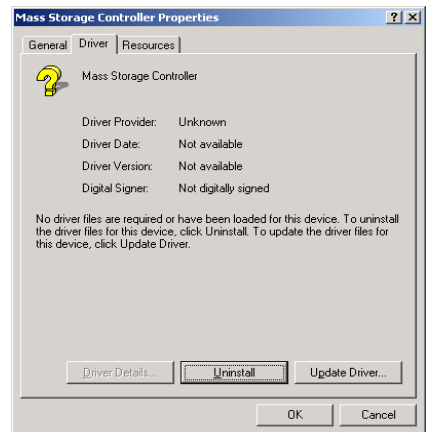 Mass Storage Controller Properties
General Driver Resources
Mass Storage Controller
Driver Provider: Unknown
Driver Date: Not available
Driver Version: Not available
Digital Signer: Not digitally signed
No driver files are required or have been loaded for this device. To uninstall
the driver files for this device, click Uninstall. To update the driver files for
this device, click Update Driver.
Driver Details... Uninstall Update Driver...
OK Cancel